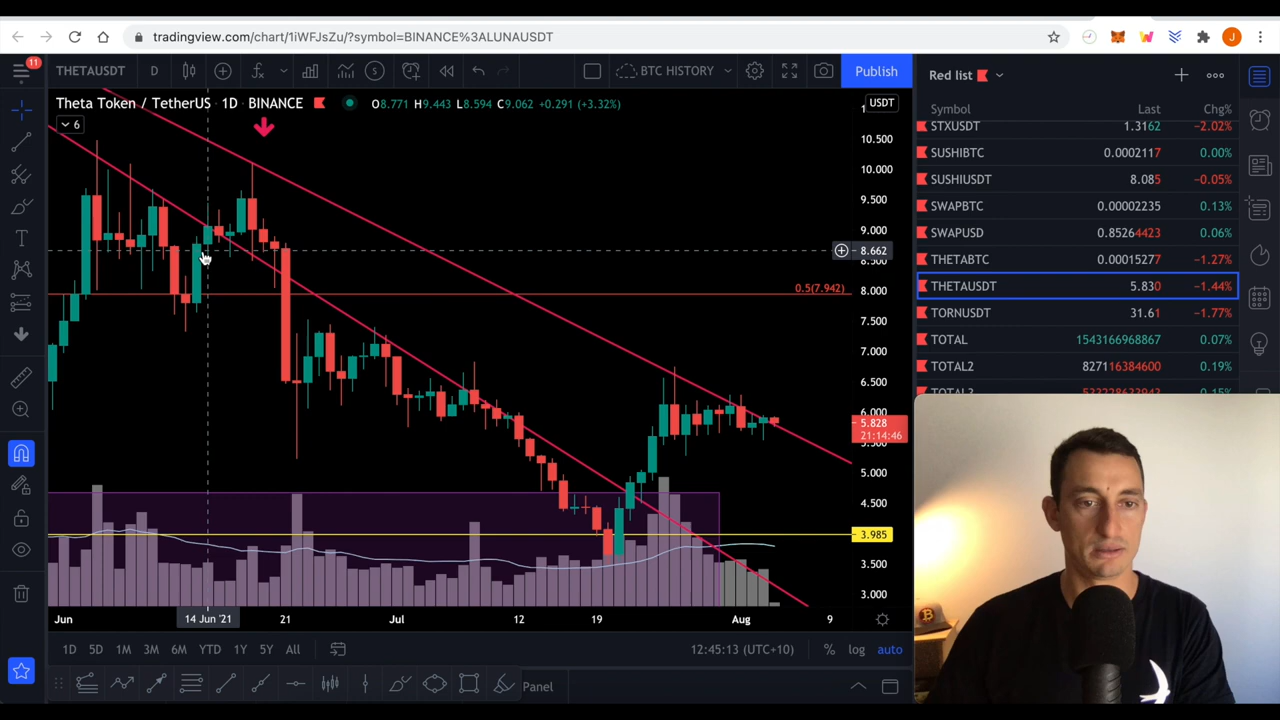 tradingview.com/chart/1iWFJsZu/?symbol=BINANCE%3ALUNAUSDT
J
11
THETAUSDT D BTC HISTORY Publish
Theta Token / TetherUS · 1D · BINANCE O8.771 H9.443 L8.594 C9.062 +0.291 (+3.32%)
6
USDT
10.500
10.000
9.500
9.000
8.662
8.500
0.5(7.942)
8.000
7.500
7.000
6.500
6.000
5.828
21:14:46
5.500
5.000
4.500
3.985
3.500
3.000
Jun 14 Jun '21 21 Jul 12 19 Aug 9
1D 5D 1M 3M 6M YTD 1Y 5Y All
12:45:13 (UTC+10) % log auto
Panel
Red list
Symbol Last Chg%
STXUSDT 1.3162 −2.02%
SUSHIBTC 0.0002117 0.00%
SUSHIUSDT 8.085 −0.05%
SWAPBTC 0.00002235 0.13%
SWAPUSD 0.85264423 0.06%
THETABTC 0.00015277 −1.27%
THETAUSDT 5.830 −1.44%
TORNUSDT 31.61 −1.77%
TOTAL 1543166968867 0.07%
TOTAL2 827116384600 0.19%